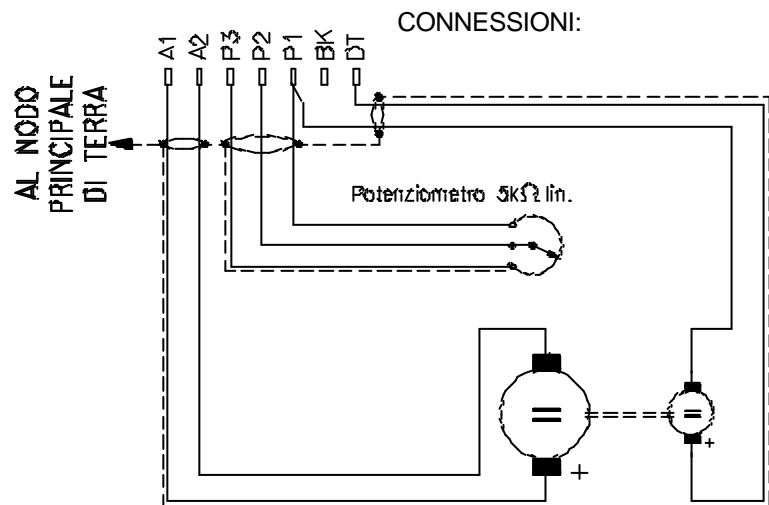 CONNESSIONI:
A1
A2
P3
P2
P1
BK
DT
AL NODO
PRINCIPALE
DI TERRA
Potenziometro 5kΩ lin.
=
=
+
+